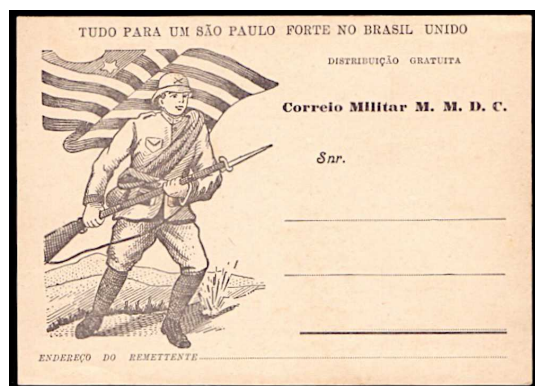 TUDO PARA UM SÃO PAULO FORTE NO BRASIL UNIDO
DISTRIBUIÇÃO GRATUITA
Correio Militar M. M. D. C.
Snr.
ENDEREÇO DO REMETTENTE